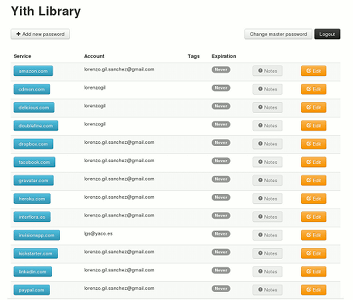 Yith Library
Add new password Change master password Logout
Service Account Tags Expiration
amazon.com lorenzo.gil.sanchez@gmail.com Never Notes Edit
lorenzogil Never Notes Edit
delicious.com lorenzogil Never Notes Edit
doublefine.com lorenzogil Never Notes Edit
dropbox.com lorenzo.gil.sanchez@gmail.com Never Notes Edit
facebook.com lorenzo.gil.sanchez@gmail.com Never Notes Edit
gravatar.com lorenzo.gil.sanchez@gmail.com Never Notes Edit
heroku.com lorenzo.gil.sanchez@gmail.com Never Notes Edit
interflora.es lorenzo.gil.sanchez@gmail.com Never Notes Edit
lgs@yaco.es Never Notes Edit
kickstarter.com lorenzo.gil.sanchez@gmail.com Never Notes Edit
linkedin.com lorenzo.gil.sanchez@gmail.com Never Notes Edit
paypal.com lorenzo.gil.sanchez@gmail.com Never Notes Edit